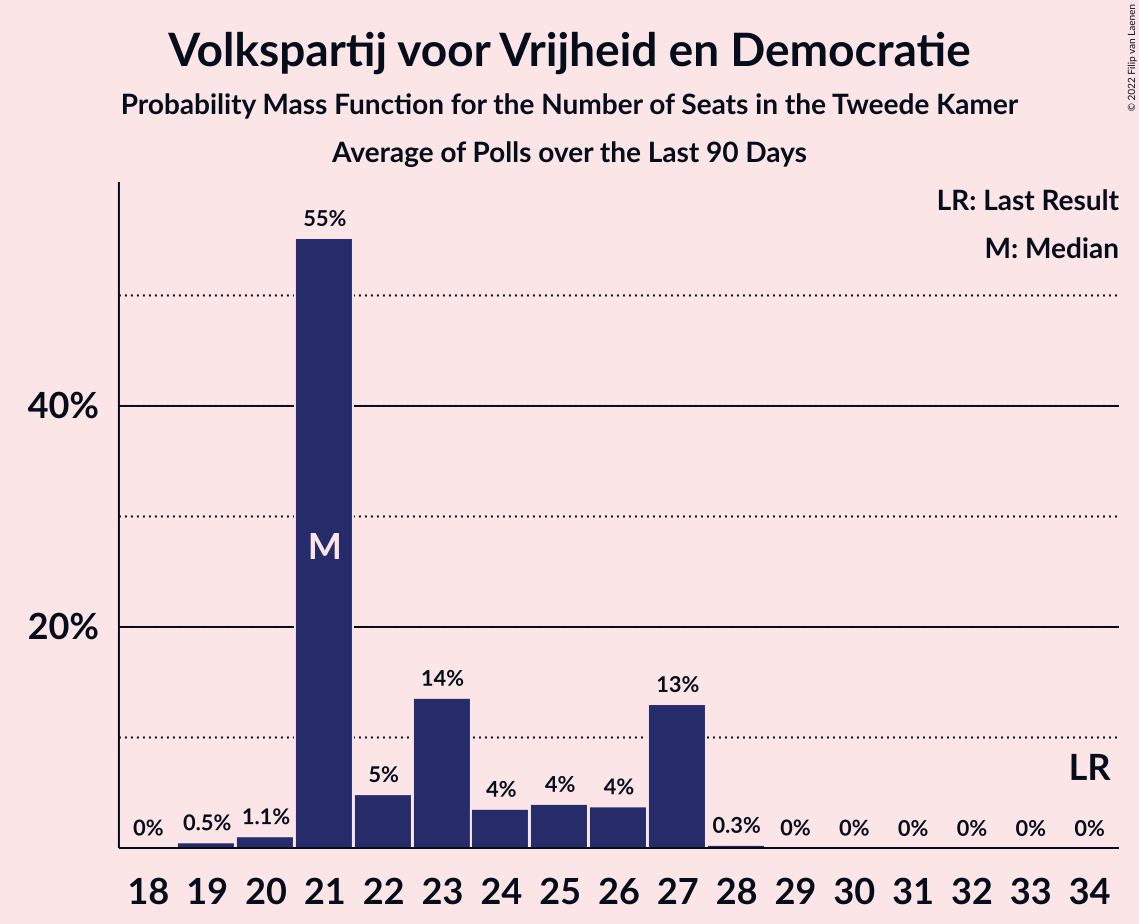 Volkspartij voor Vrijheid en Democratie
Probability Mass Function for the Number of Seats in the Tweede Kamer
Average of Polls over the Last 90 Days
© 2022 Filip van Laenen
LR: Last Result
M: Median
40%
20%
0%
0.5%
1.1%
55%
5%
14%
4%
4%
4%
13%
0.3%
0%
0%
0%
0%
0%
0%
M
LR
18 19 20 21 22 23 24 25 26 27 28 29 30 31 32 33 34